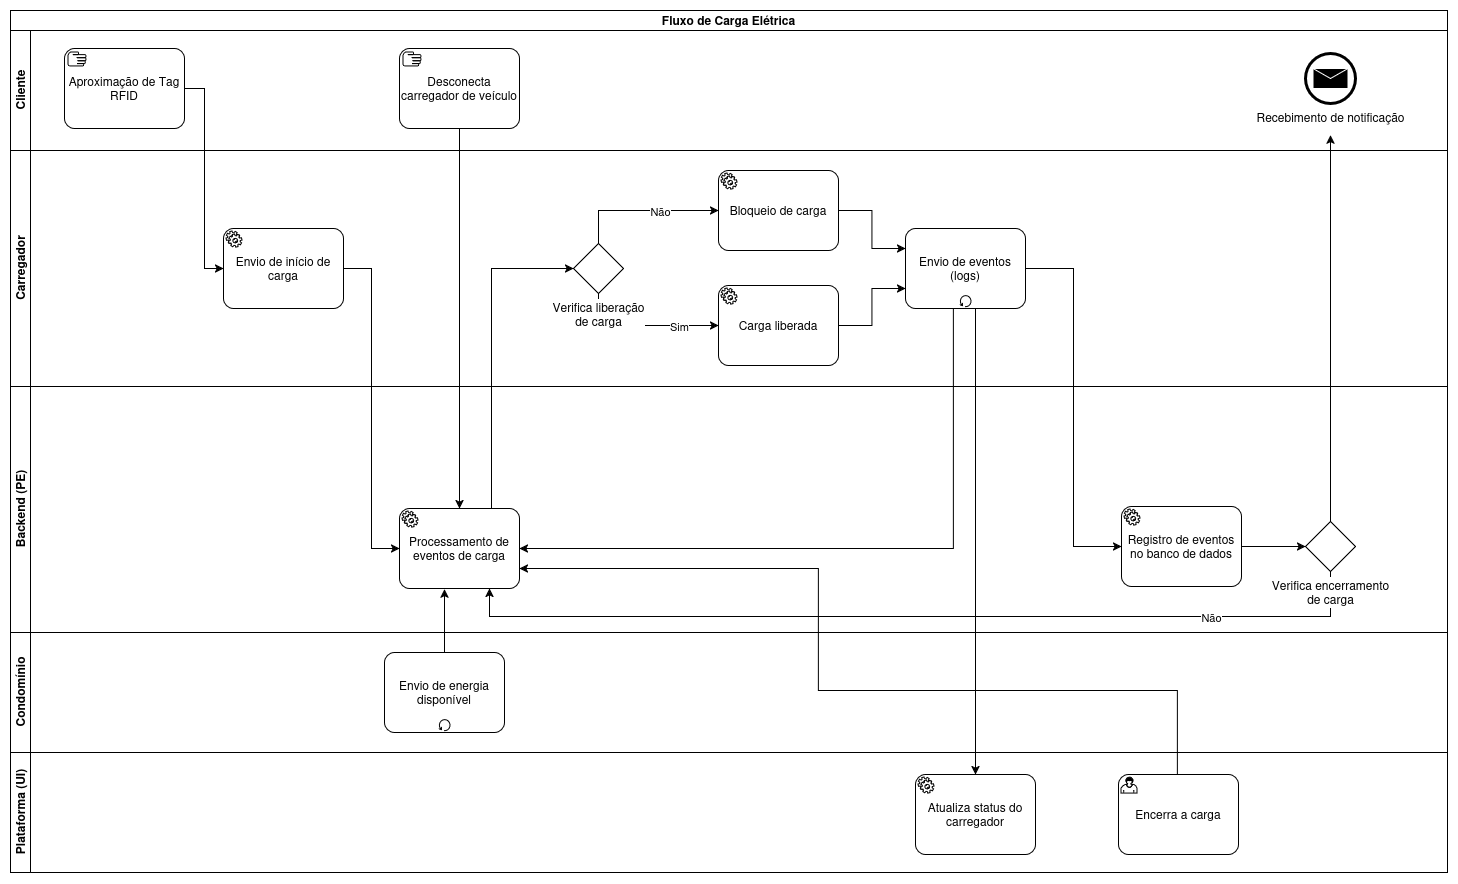 Fluxo de Carga Elétrica
Cliente
Aproximação de Tag
RFID
Desconecta
carregador de veículo
Recebimento de notificação
Carregador
Envio de início de
carga
Verifica liberação
de carga
Não
Bloqueio de carga
Sim
Carga liberada
Envio de eventos
(logs)
Backend (PE)
Processamento de
eventos de carga
Registro de eventos
no banco de dados
Verifica encerramento
de carga
Não
Condomínio
Envio de energia
disponível
Plataforma (UI)
Atualiza status do
carregador
Encerra a carga